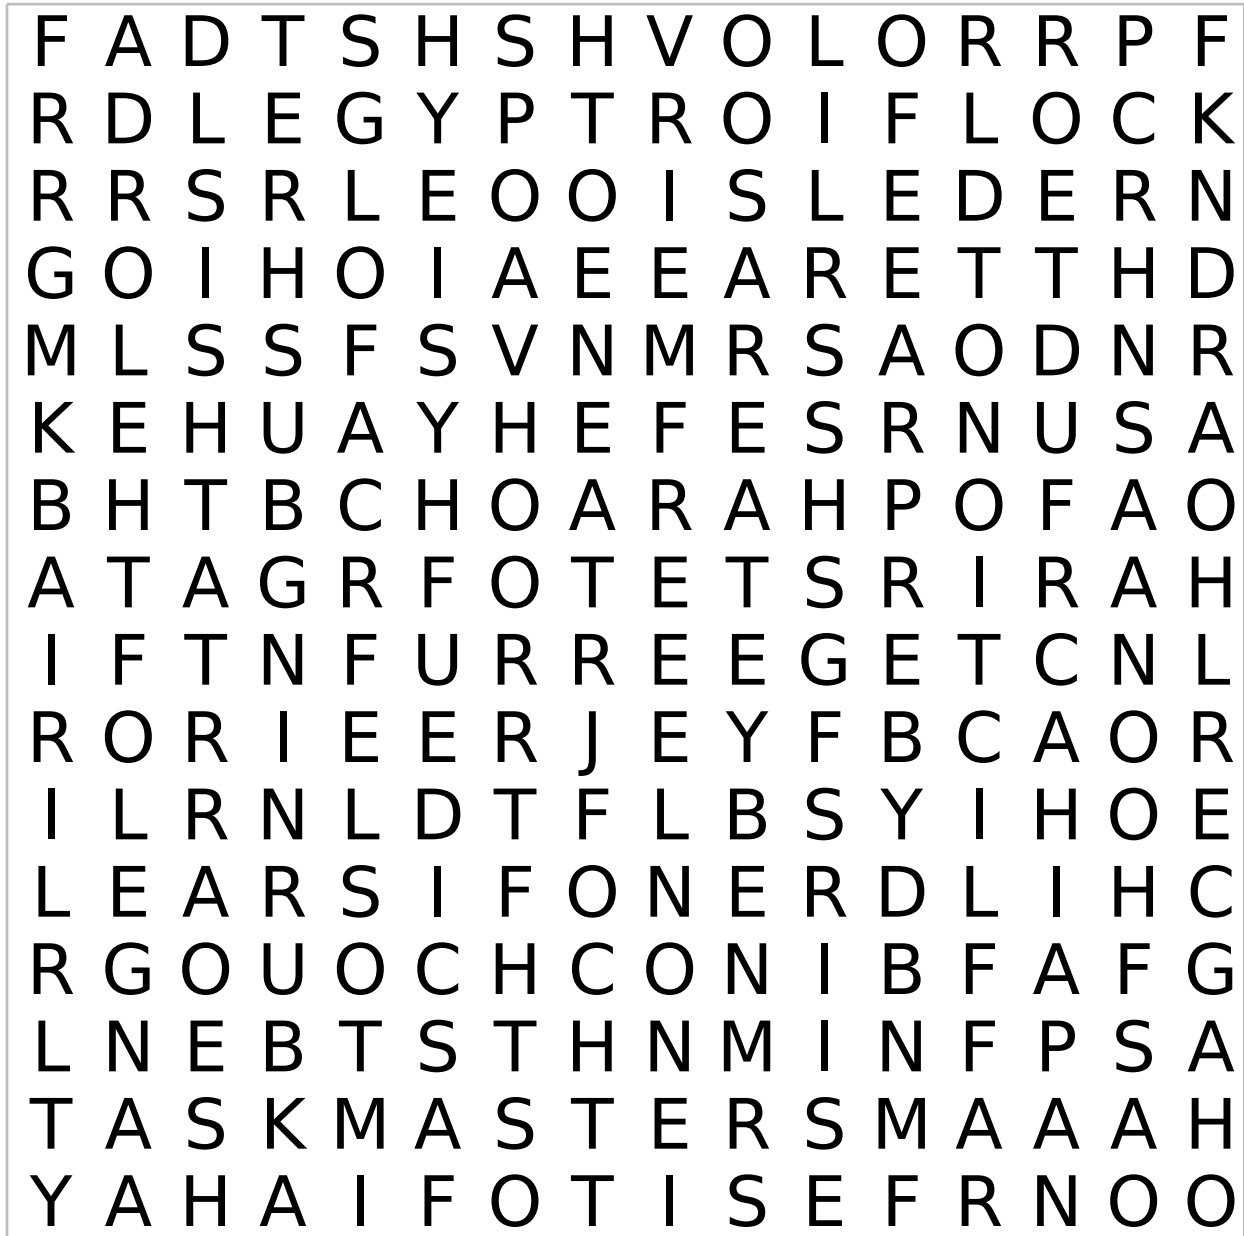 F A D T S H S H V O L O R R P F
R D L E G Y P T R O I F L O C K
R R S R L E O O I S L E D E R N
G O I H O I A E E A R E T T H D
M L S S F S V N M R S A O D N R
K E H U A Y H E F E S R N U S A
B H T B C H O A R A H P O F A O
A T A G R F O T E T S R I R A H
I F T N F U R R E E G E T C N L
R O R I E E R J E Y F B C A O R
I L R N L D T F L B S Y I H O E
L E A R S I F O N E R D L I H C
R G O U O C H C O N I B F A F G
L N E B T S T H N M I N F P S A
T A S K M A S T E R S M A A A H
Y A H A I F O T I S E F R N O O